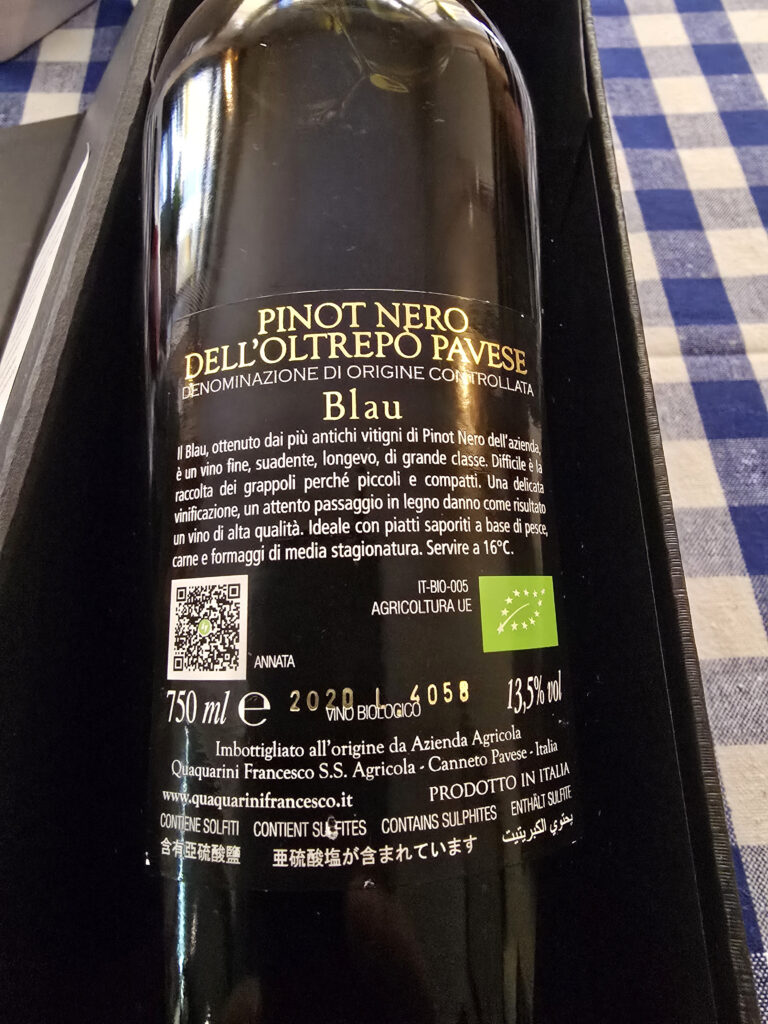 PINOT NERO
DELL'OLTREPÒ PAVESE
DENOMINAZIONE DI ORIGINE CONTROLLATA
Blau
Il Blau, ottenuto dai più antichi vitigni di Pinot Nero dell'azienda,
è un vino fine, suadente, longevo, di grande classe. Difficile è la
raccolta dei grappoli perché piccoli e compatti. Una delicata
vinificazione, un attento passaggio in legno danno come risultato
un vino di alta qualità. Ideale con piatti saporiti a base di pesce,
carne e formaggi di media stagionatura. Servire a 16°C.
IT-BIO-005
AGRICOLTURA UE
ANNATA
750 ml e 2020 L. 4058 13,5% vol
VINO BIOLOGICO
Imbottigliato all'origine da Azienda Agricola
Quaquarini Francesco S.S. Agricola - Canneto Pavese - Italia
www.quaquarinifrancesco.it PRODOTTO IN ITALIA
CONTIENE SOLFITI CONTIENT SULFITES CONTAINS SULPHITES ENTHÄLT SULFITE
含有亞硫酸鹽 亜硫酸塩が含まれています يحتوي الكبريتيت